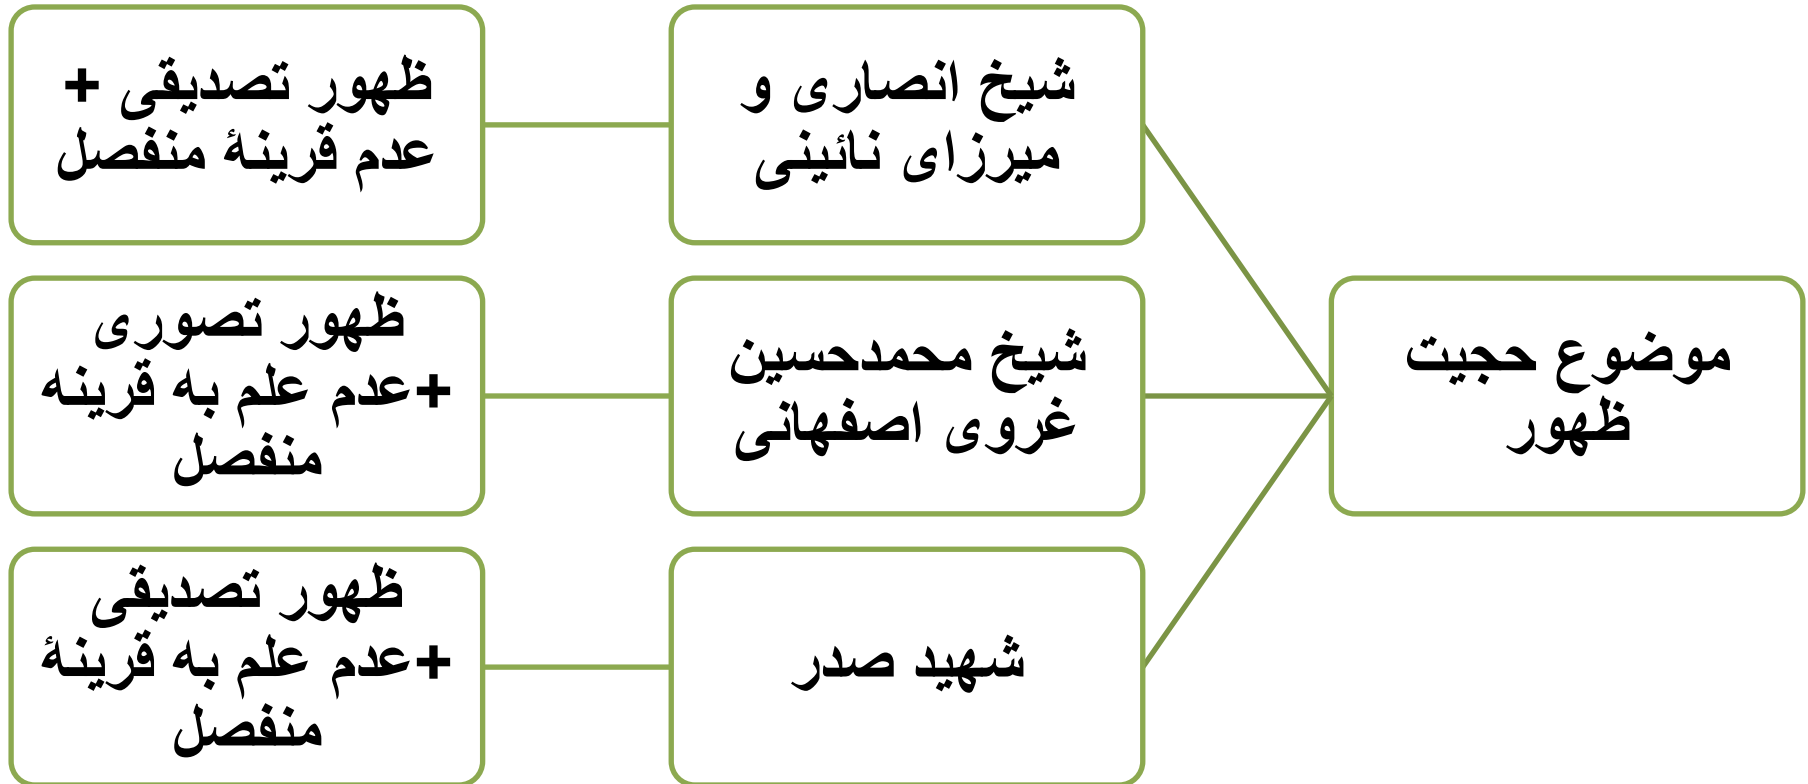 موضوع حجیت
ظهور
شیخ انصاری و
میرزای نائینی
ظهور تصدیقی +
عدم قرینۀ منفصل
شیخ محمدحسین
غروی اصفهانی
ظهور تصوری
+عدم علم به قرینه
منفصل
شهید صدر
ظهور تصدیقی
+عدم علم به قرینۀ
منفصل